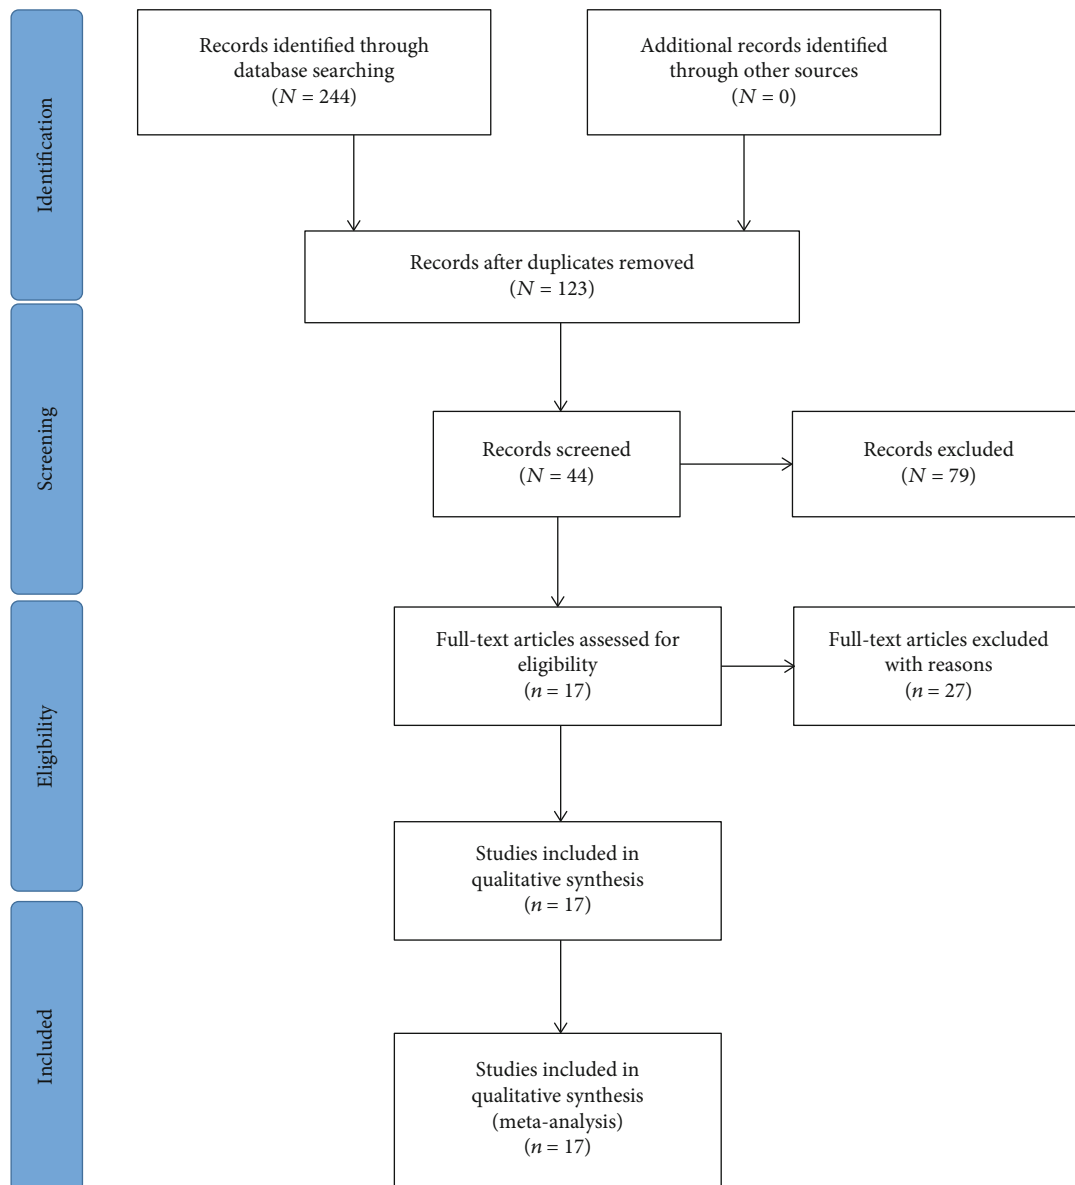 Identification
Records identified through
database searching
(N = 244)
Additional records identified
through other sources
(N = 0)
Records after duplicates removed
(N = 123)
Screening
Records screened
(N = 44)
Records excluded
(N = 79)
Eligibility
Full-text articles assessed for
eligibility
(n = 17)
Full-text articles excluded
with reasons
(n = 27)
Studies included in
qualitative synthesis
(n = 17)
Included
Studies included in
qualitative synthesis
(meta-analysis)
(n = 17)